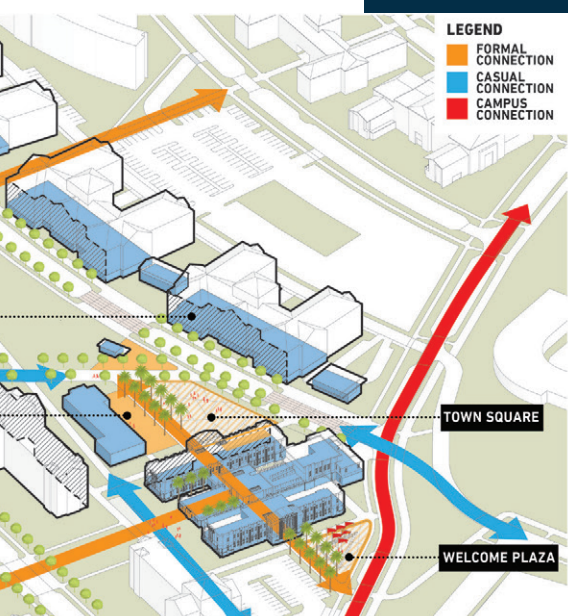 LEGEND
FORMAL
CONNECTION
CASUAL
CONNECTION
CAMPUS
CONNECTION
TOWN SQUARE
WELCOME PLAZA